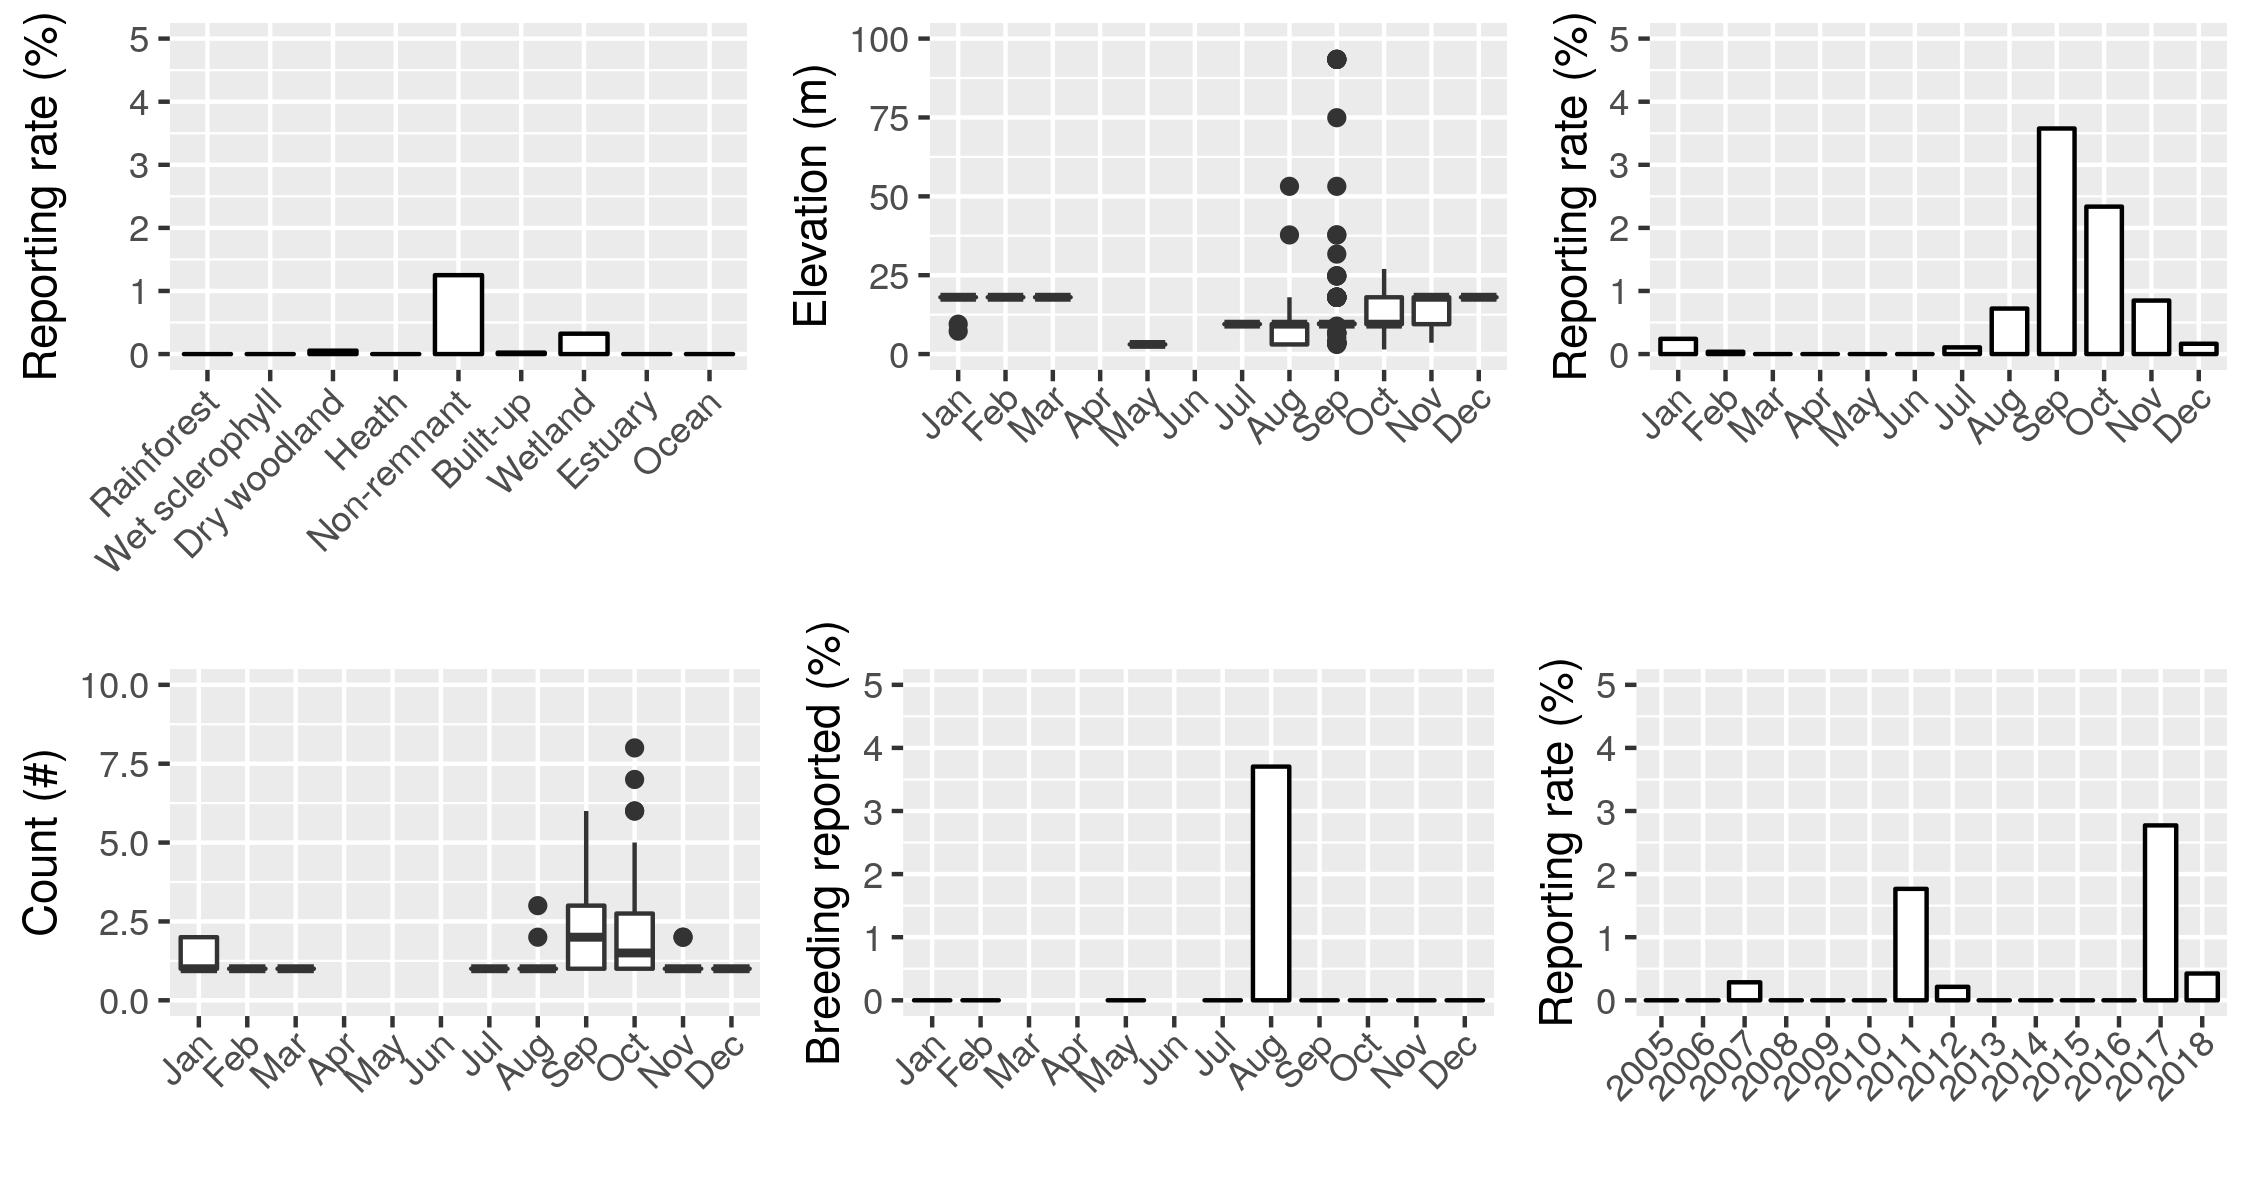 Reporting rate (%)
5
4
3
2
1
0
Rainforest
Wet sclerophyll
Dry woodland
Heath
Non-remnant
Built-up
Wetland
Estuary
Ocean
Elevation (m)
100
75
50
25
0
Jan
Feb
Mar
Apr
May
Jun
Jul
Aug
Sep
Oct
Nov
Dec
Reporting rate (%)
5
4
3
2
1
0
Jan
Feb
Mar
Apr
May
Jun
Jul
Aug
Sep
Oct
Nov
Dec
Count (#)
10.0
7.5
5.0
2.5
0.0
Jan
Feb
Mar
Apr
May
Jun
Jul
Aug
Sep
Oct
Nov
Dec
Breeding reported (%)
5
4
3
2
1
0
Jan
Feb
Mar
Apr
May
Jun
Jul
Aug
Sep
Oct
Nov
Dec
Reporting rate (%)
5
4
3
2
1
0
2005
2006
2007
2008
2009
2010
2011
2012
2013
2014
2015
2016
2017
2018